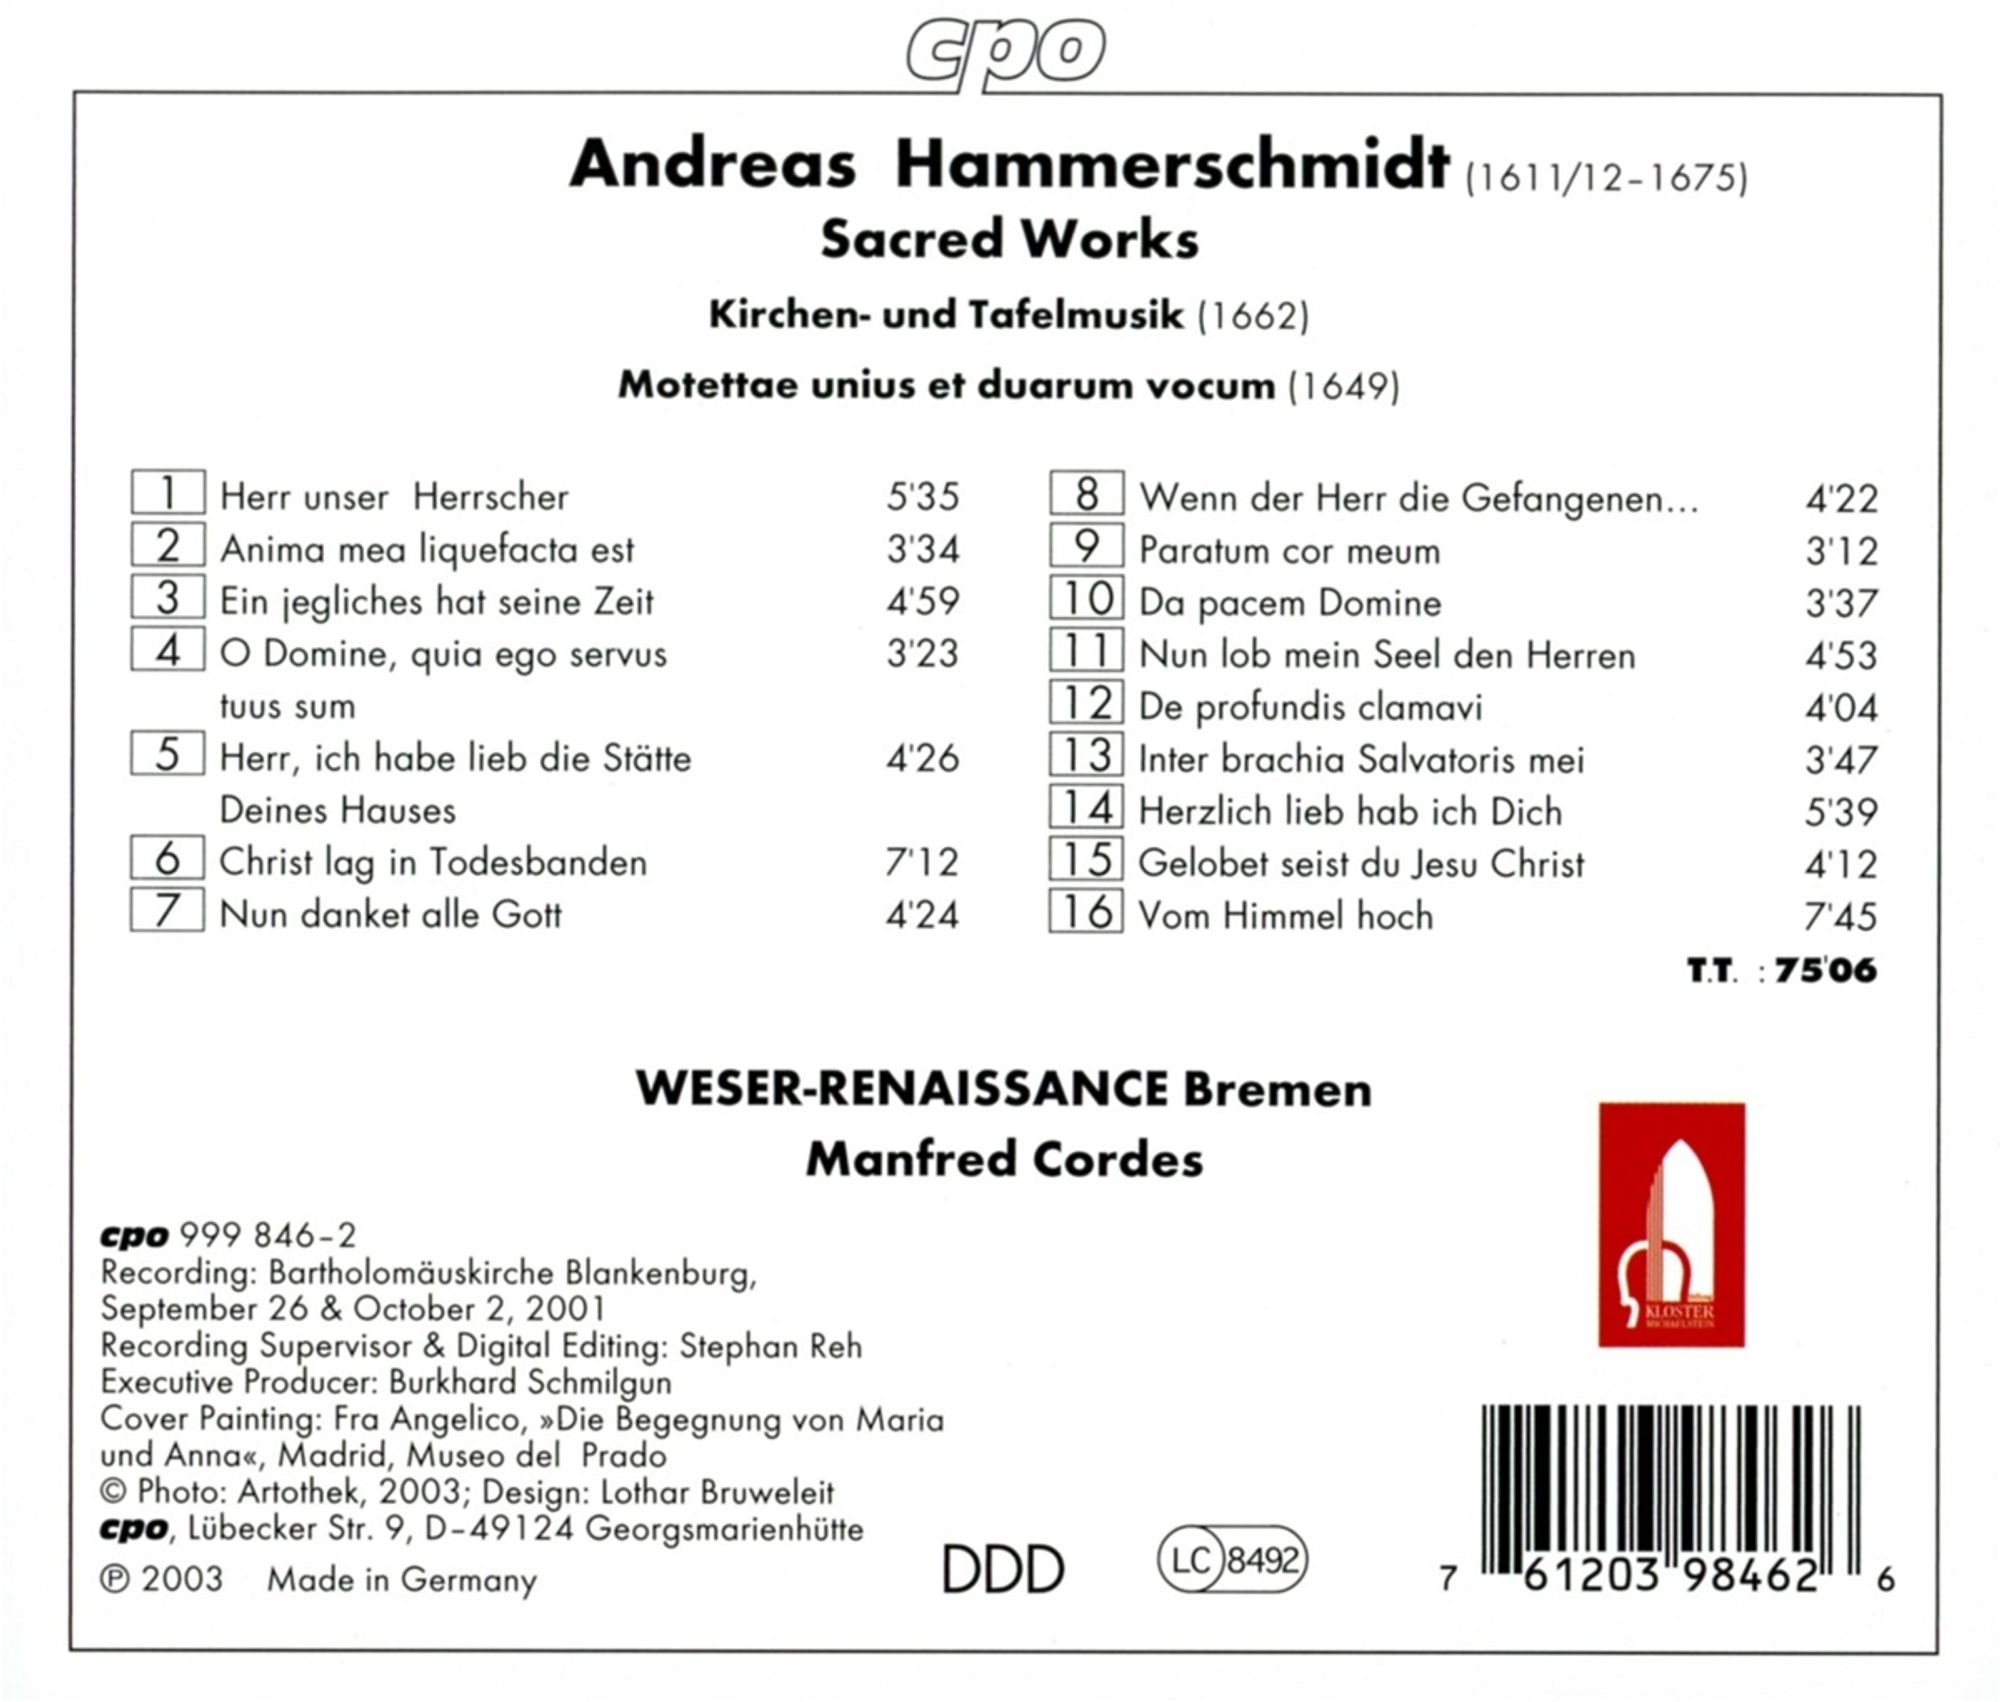 cpo
Andreas Hammerschmidt (1611/12–1675)
Sacred Works
Kirchen- und Tafelmusik (1662)
Motettae unius et duarum vocum (1649)
1 Herr unser Herrscher 5'35
2 Anima mea liquefacta est 3'34
3 Ein jegliches hat seine Zeit 4'59
4 O Domine, quia ego servus 3'23
tuus sum
5 Herr, ich habe lieb die Stätte 4'26
Deines Hauses
6 Christ lag in Todesbanden 7'12
7 Nun danket alle Gott 4'24
8 Wenn der Herr die Gefangenen... 4'22
9 Paratum cor meum 3'12
10 Da pacem Domine 3'37
11 Nun lob mein Seel den Herren 4'53
12 De profundis clamavi 4'04
13 Inter brachia Salvatoris mei 3'47
14 Herzlich lieb hab ich Dich 5'39
15 Gelobet seist du Jesu Christ 4'12
16 Vom Himmel hoch 7'45
T.T. : 75'06
WESER-RENAISSANCE Bremen
Manfred Cordes
cpo 999 846–2
Recording: Bartholomäuskirche Blankenburg,
September 26 & October 2, 2001
Recording Supervisor & Digital Editing: Stephan Reh
Executive Producer: Burkhard Schmilgun
Cover Painting: Fra Angelico, »Die Begegnung von Maria
und Anna«, Madrid, Museo del Prado
© Photo: Artothek, 2003; Design: Lothar Bruweleit
cpo, Lübecker Str. 9, D–49124 Georgsmarienhütte
℗ 2003 Made in Germany
DDD
LC 8492
KLOSTER
MICHAELSTEIN
7 61203 98462 6